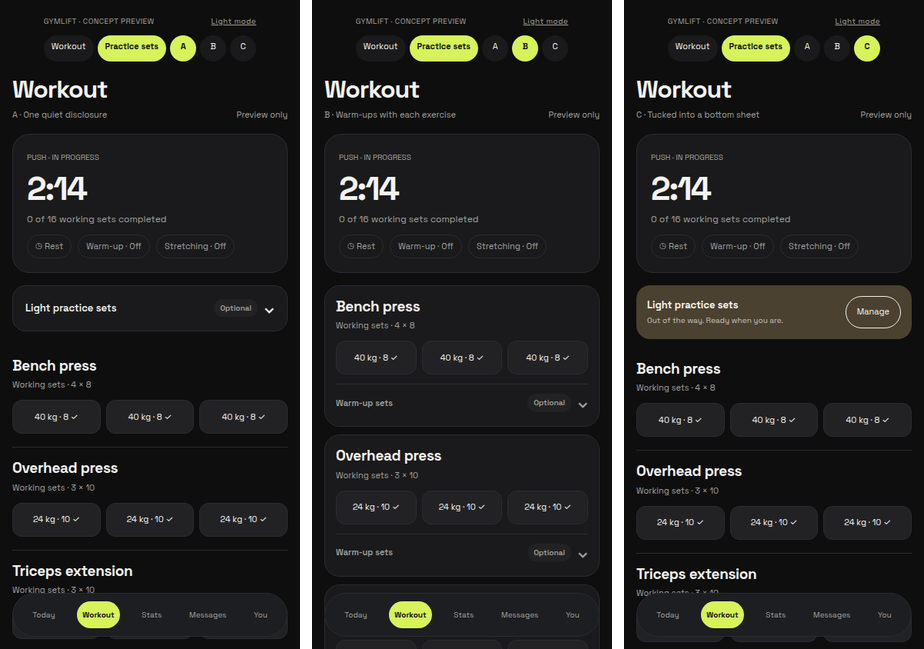 GYMLIFT · CONCEPT PREVIEW Light mode
Workout Practice sets A B C
Workout
A · One quiet disclosure Preview only
PUSH · IN PROGRESS
2:14
0 of 16 working sets completed
◷ Rest Warm-up · Off Stretching · Off
Light practice sets Optional
Bench press
Working sets · 4 × 8
40 kg · 8 ✓ 40 kg · 8 ✓ 40 kg · 8 ✓
Overhead press
Working sets · 3 × 10
24 kg · 10 ✓ 24 kg · 10 ✓ 24 kg · 10 ✓
Triceps extension
Working sets · 3 × 10
Today Workout Stats Messages You
GYMLIFT · CONCEPT PREVIEW Light mode
Workout Practice sets A B C
Workout
B · Warm-ups with each exercise Preview only
PUSH · IN PROGRESS
2:14
0 of 16 working sets completed
◷ Rest Warm-up · Off Stretching · Off
Bench press
Working sets · 4 × 8
40 kg · 8 ✓ 40 kg · 8 ✓ 40 kg · 8 ✓
Warm-up sets Optional
Overhead press
Working sets · 3 × 10
24 kg · 10 ✓ 24 kg · 10 ✓ 24 kg · 10 ✓
Warm-up sets Optional
Today Workout Stats Messages You
GYMLIFT · CONCEPT PREVIEW Light mode
Workout Practice sets A B C
Workout
C · Tucked into a bottom sheet Preview only
PUSH · IN PROGRESS
2:14
0 of 16 working sets completed
◷ Rest Warm-up · Off Stretching · Off
Light practice sets
Out of the way. Ready when you are.
Manage
Bench press
Working sets · 4 × 8
40 kg · 8 ✓ 40 kg · 8 ✓ 40 kg · 8 ✓
Overhead press
Working sets · 3 × 10
24 kg · 10 ✓ 24 kg · 10 ✓ 24 kg · 10 ✓
Triceps extension
Working sets · 3 × 10
Today Workout Stats Messages You